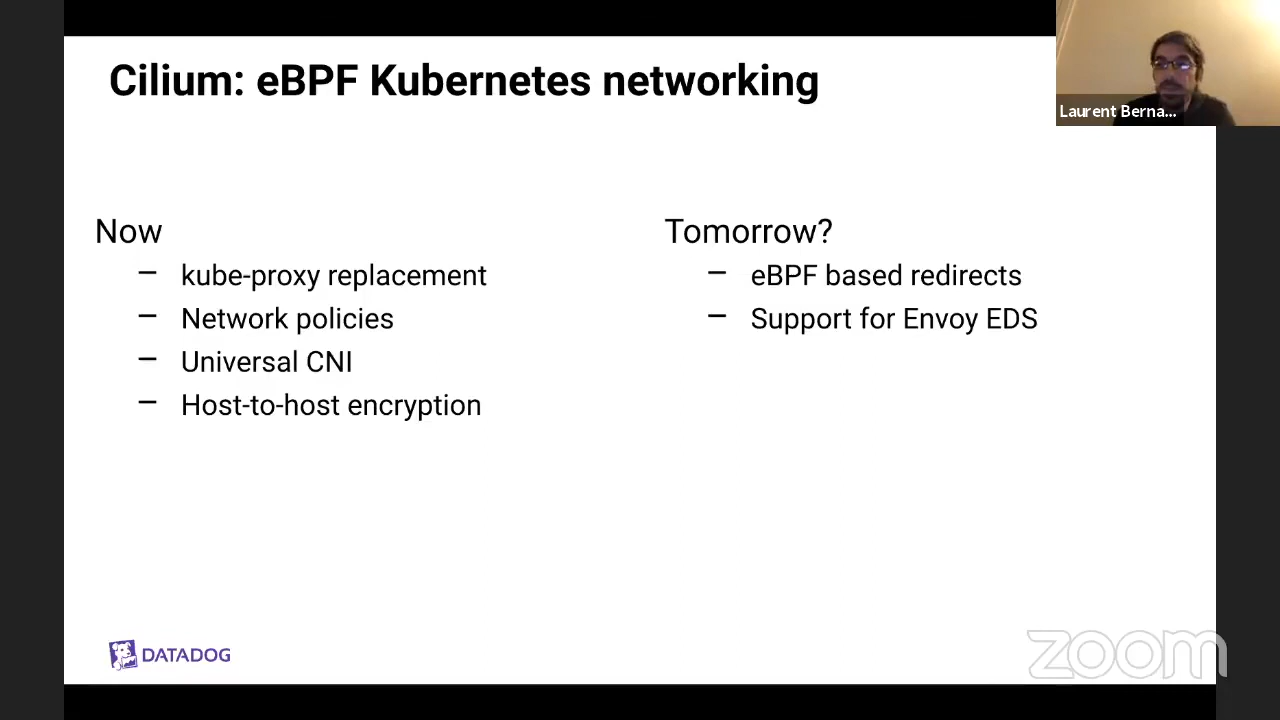 Cilium: eBPF Kubernetes networking
Laurent Berna...
Now
– kube-proxy replacement
– Network policies
– Universal CNI
– Host-to-host encryption
Tomorrow?
– eBPF based redirects
– Support for Envoy EDS
DATADOG
zoom